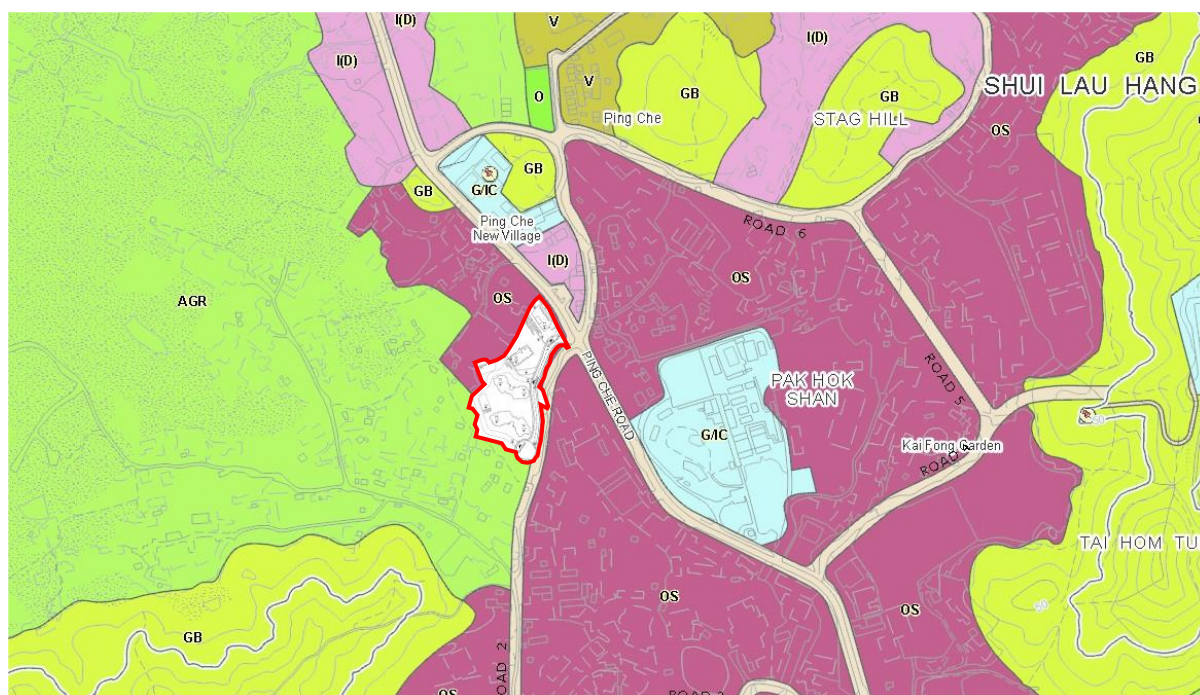 I(D)
V
I(D)
I(D)
GB
V
GB
SHUI LAU HANG
GB
O
Ping Che
STAG HILL
OS
GB
GB
G/IC
Ping Che
New Village
ROAD 6
I(D)
OS
AGR
OS
PING CHE ROAD
PAK HOK
SHAN
ROAD 5
60
G/IC
Kai Fong Garden
ROAD
TAI HOM TU
OS
OS
GB
ROAD 2
OS